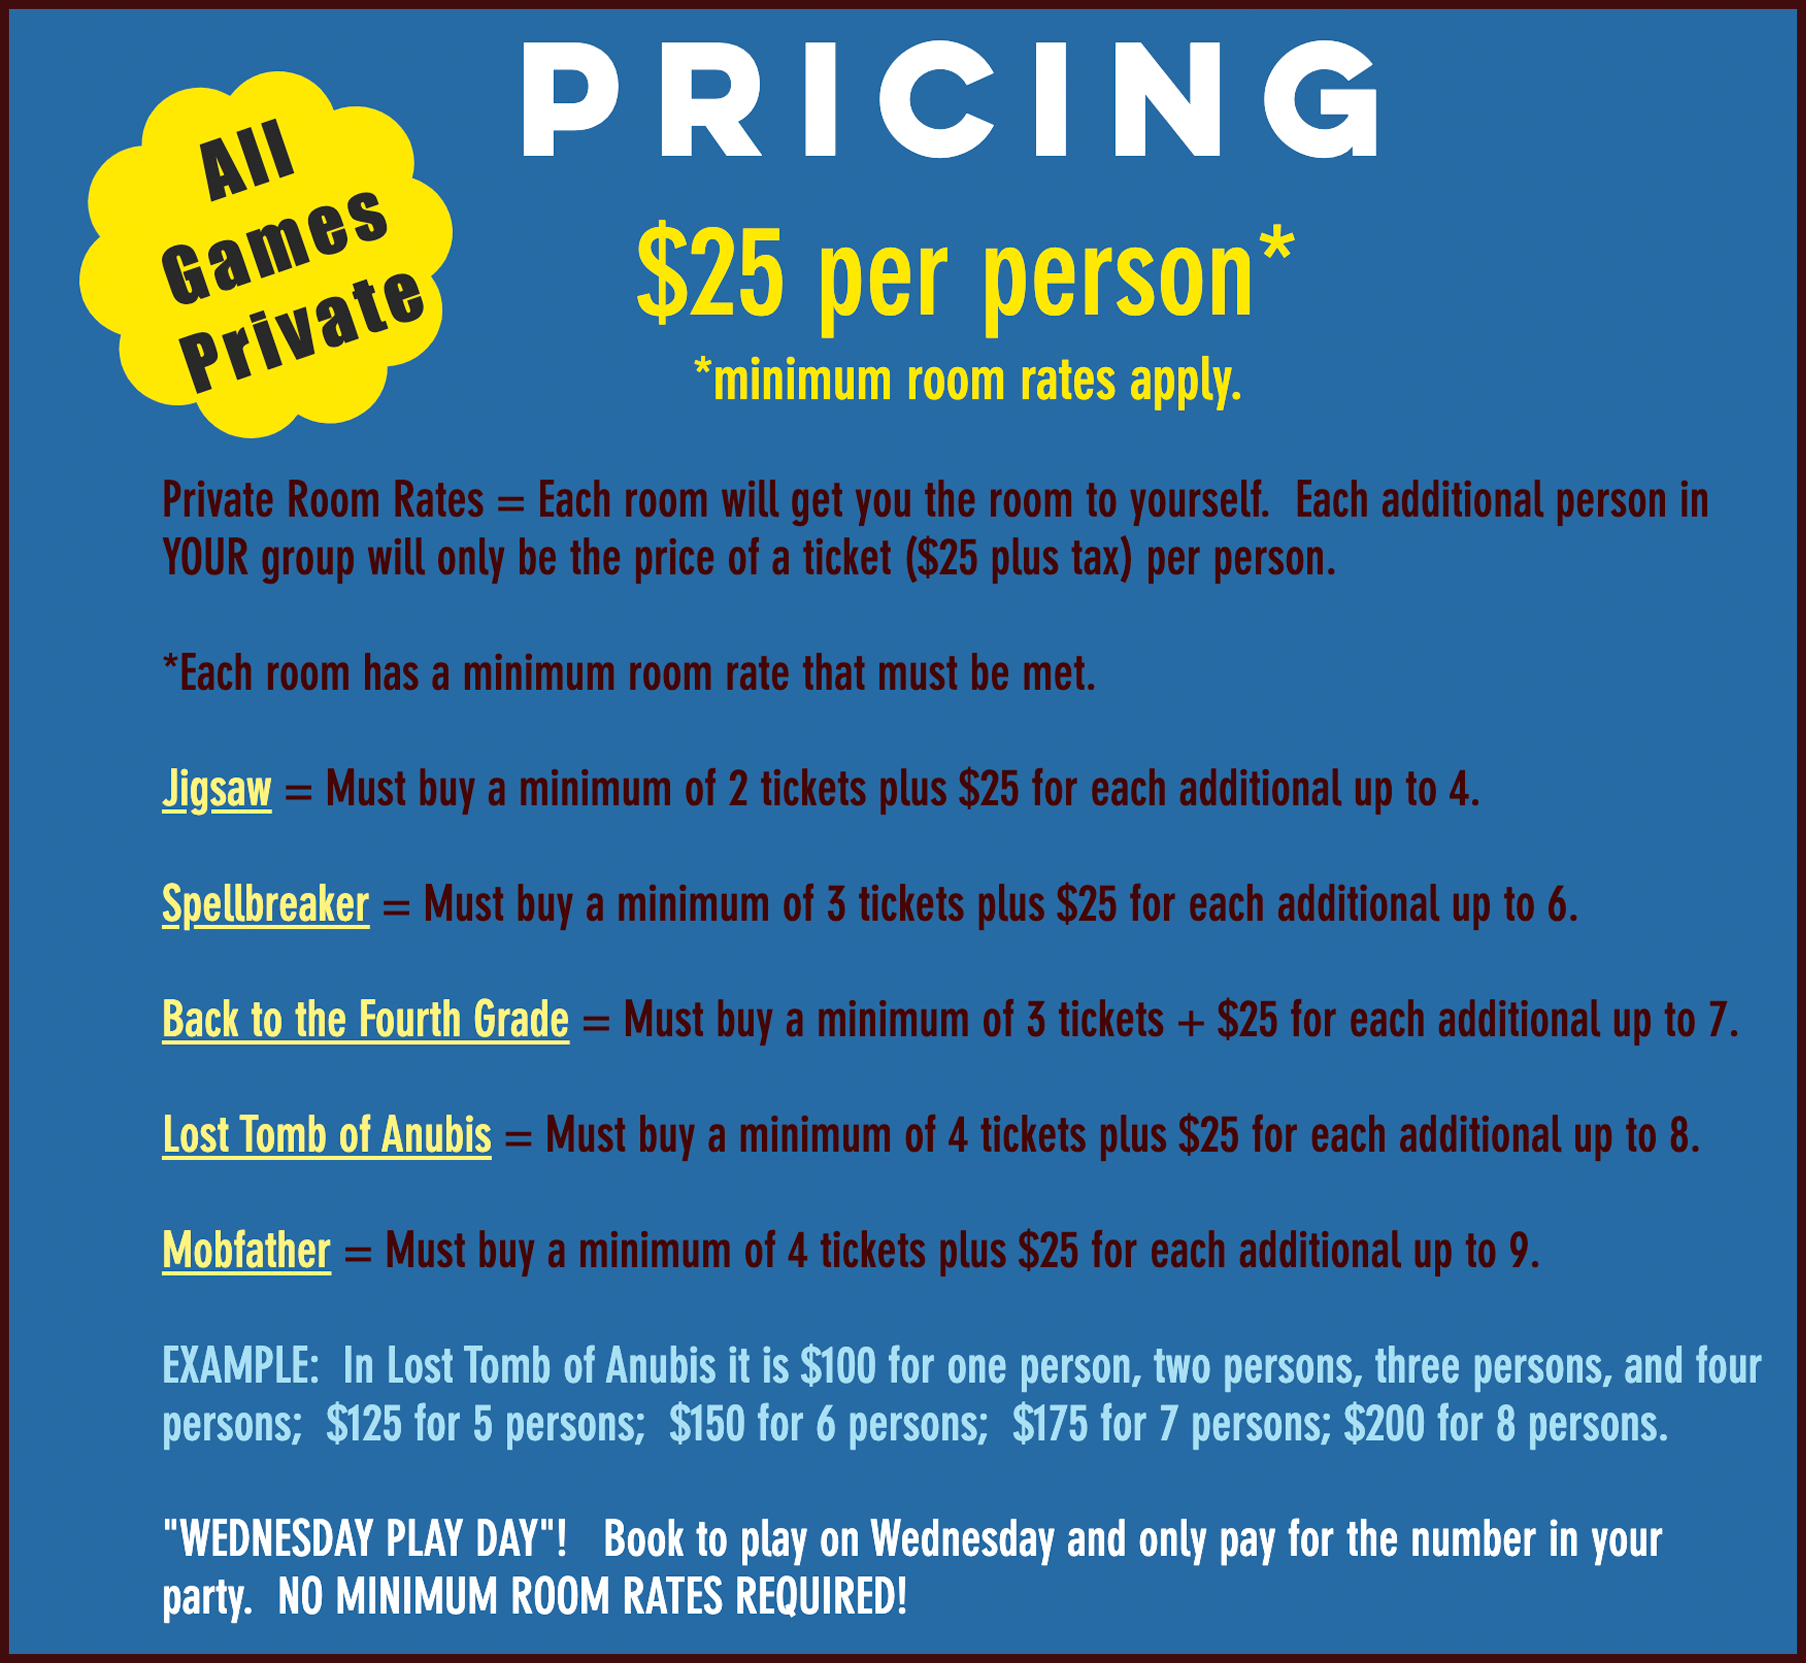 PRICING
All
Games
Private
$25 per person*
*minimum room rates apply.
Private Room Rates = Each room will get you the room to yourself.  Each additional person in
YOUR group will only be the price of a ticket ($25 plus tax) per person.
*Each room has a minimum room rate that must be met.
Jigsaw = Must buy a minimum of 2 tickets plus $25 for each additional up to 4.
Spellbreaker = Must buy a minimum of 3 tickets plus $25 for each additional up to 6.
Back to the Fourth Grade = Must buy a minimum of 3 tickets + $25 for each additional up to 7.
Lost Tomb of Anubis = Must buy a minimum of 4 tickets plus $25 for each additional up to 8.
Mobfather = Must buy a minimum of 4 tickets plus $25 for each additional up to 9.
EXAMPLE:  In Lost Tomb of Anubis it is $100 for one person, two persons, three persons, and four
persons;  $125 for 5 persons;  $150 for 6 persons;  $175 for 7 persons; $200 for 8 persons.
"WEDNESDAY PLAY DAY"!   Book to play on Wednesday and only pay for the number in your
party.  NO MINIMUM ROOM RATES REQUIRED!